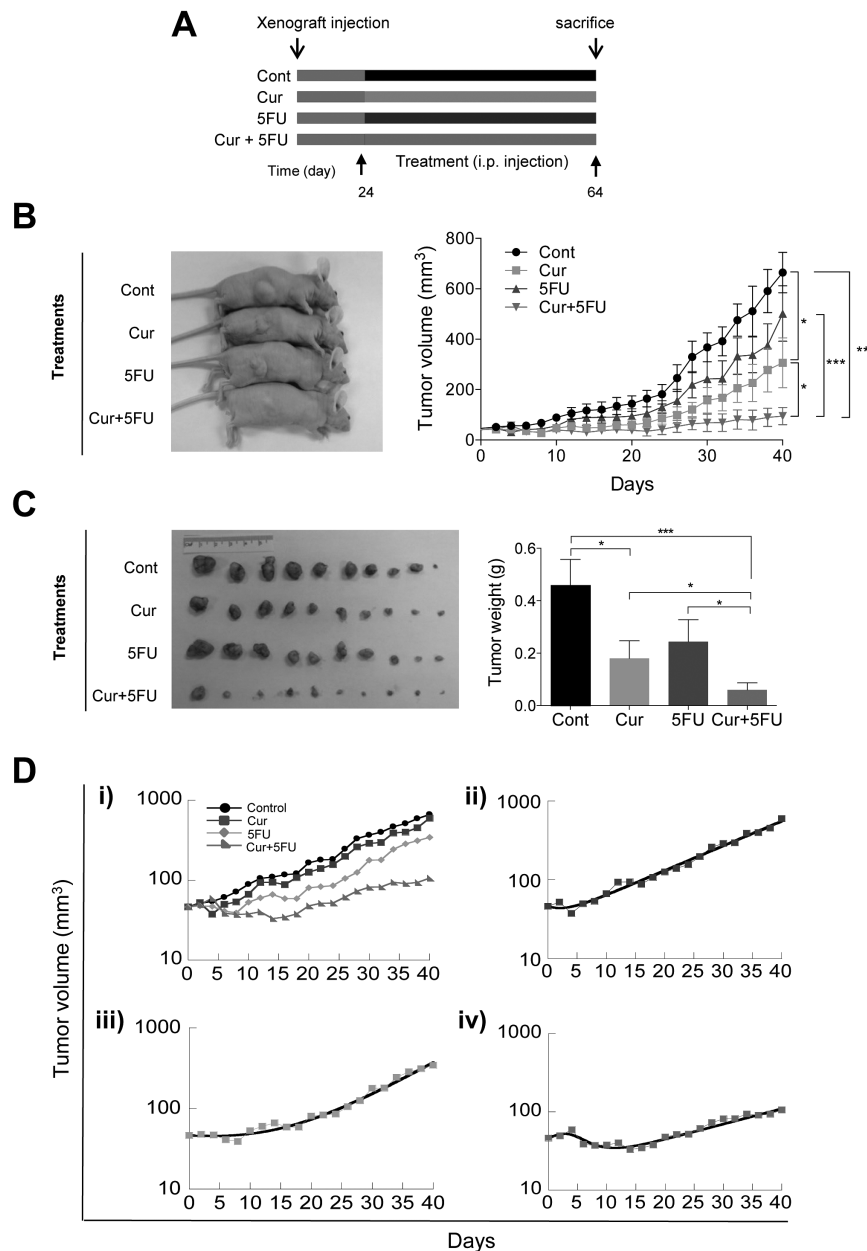 A
Xenograft injection
sacrifice
Cont
Cur
5FU
Cur + 5FU
Time (day)
Treatment (i.p. injection)
24
64
B
Treatments
Cont
Cur
5FU
Cur+5FU
Tumor volume (mm3)
800
600
400
200
0
Cont
Cur
5FU
Cur+5FU
*
*
***
**
0 10 20 30 40
Days
C
Treatments
Cont
Cur
5FU
Cur+5FU
Tumor weight (g)
0.6
0.4
0.2
0.0
***
*
*
*
Cont Cur 5FU Cur+5FU
D
Tumor volume (mm3)
i)
1000
100
10
Control
Cur
5FU
Cur+5FU
0 5 10 15 20 25 30 35 40
ii)
1000
100
10
0 5 10 15 20 25 30 35 40
iii)
1000
100
10
0 5 10 15 20 25 30 35 40
iv)
1000
100
10
0 5 10 15 20 25 30 35 40
Days